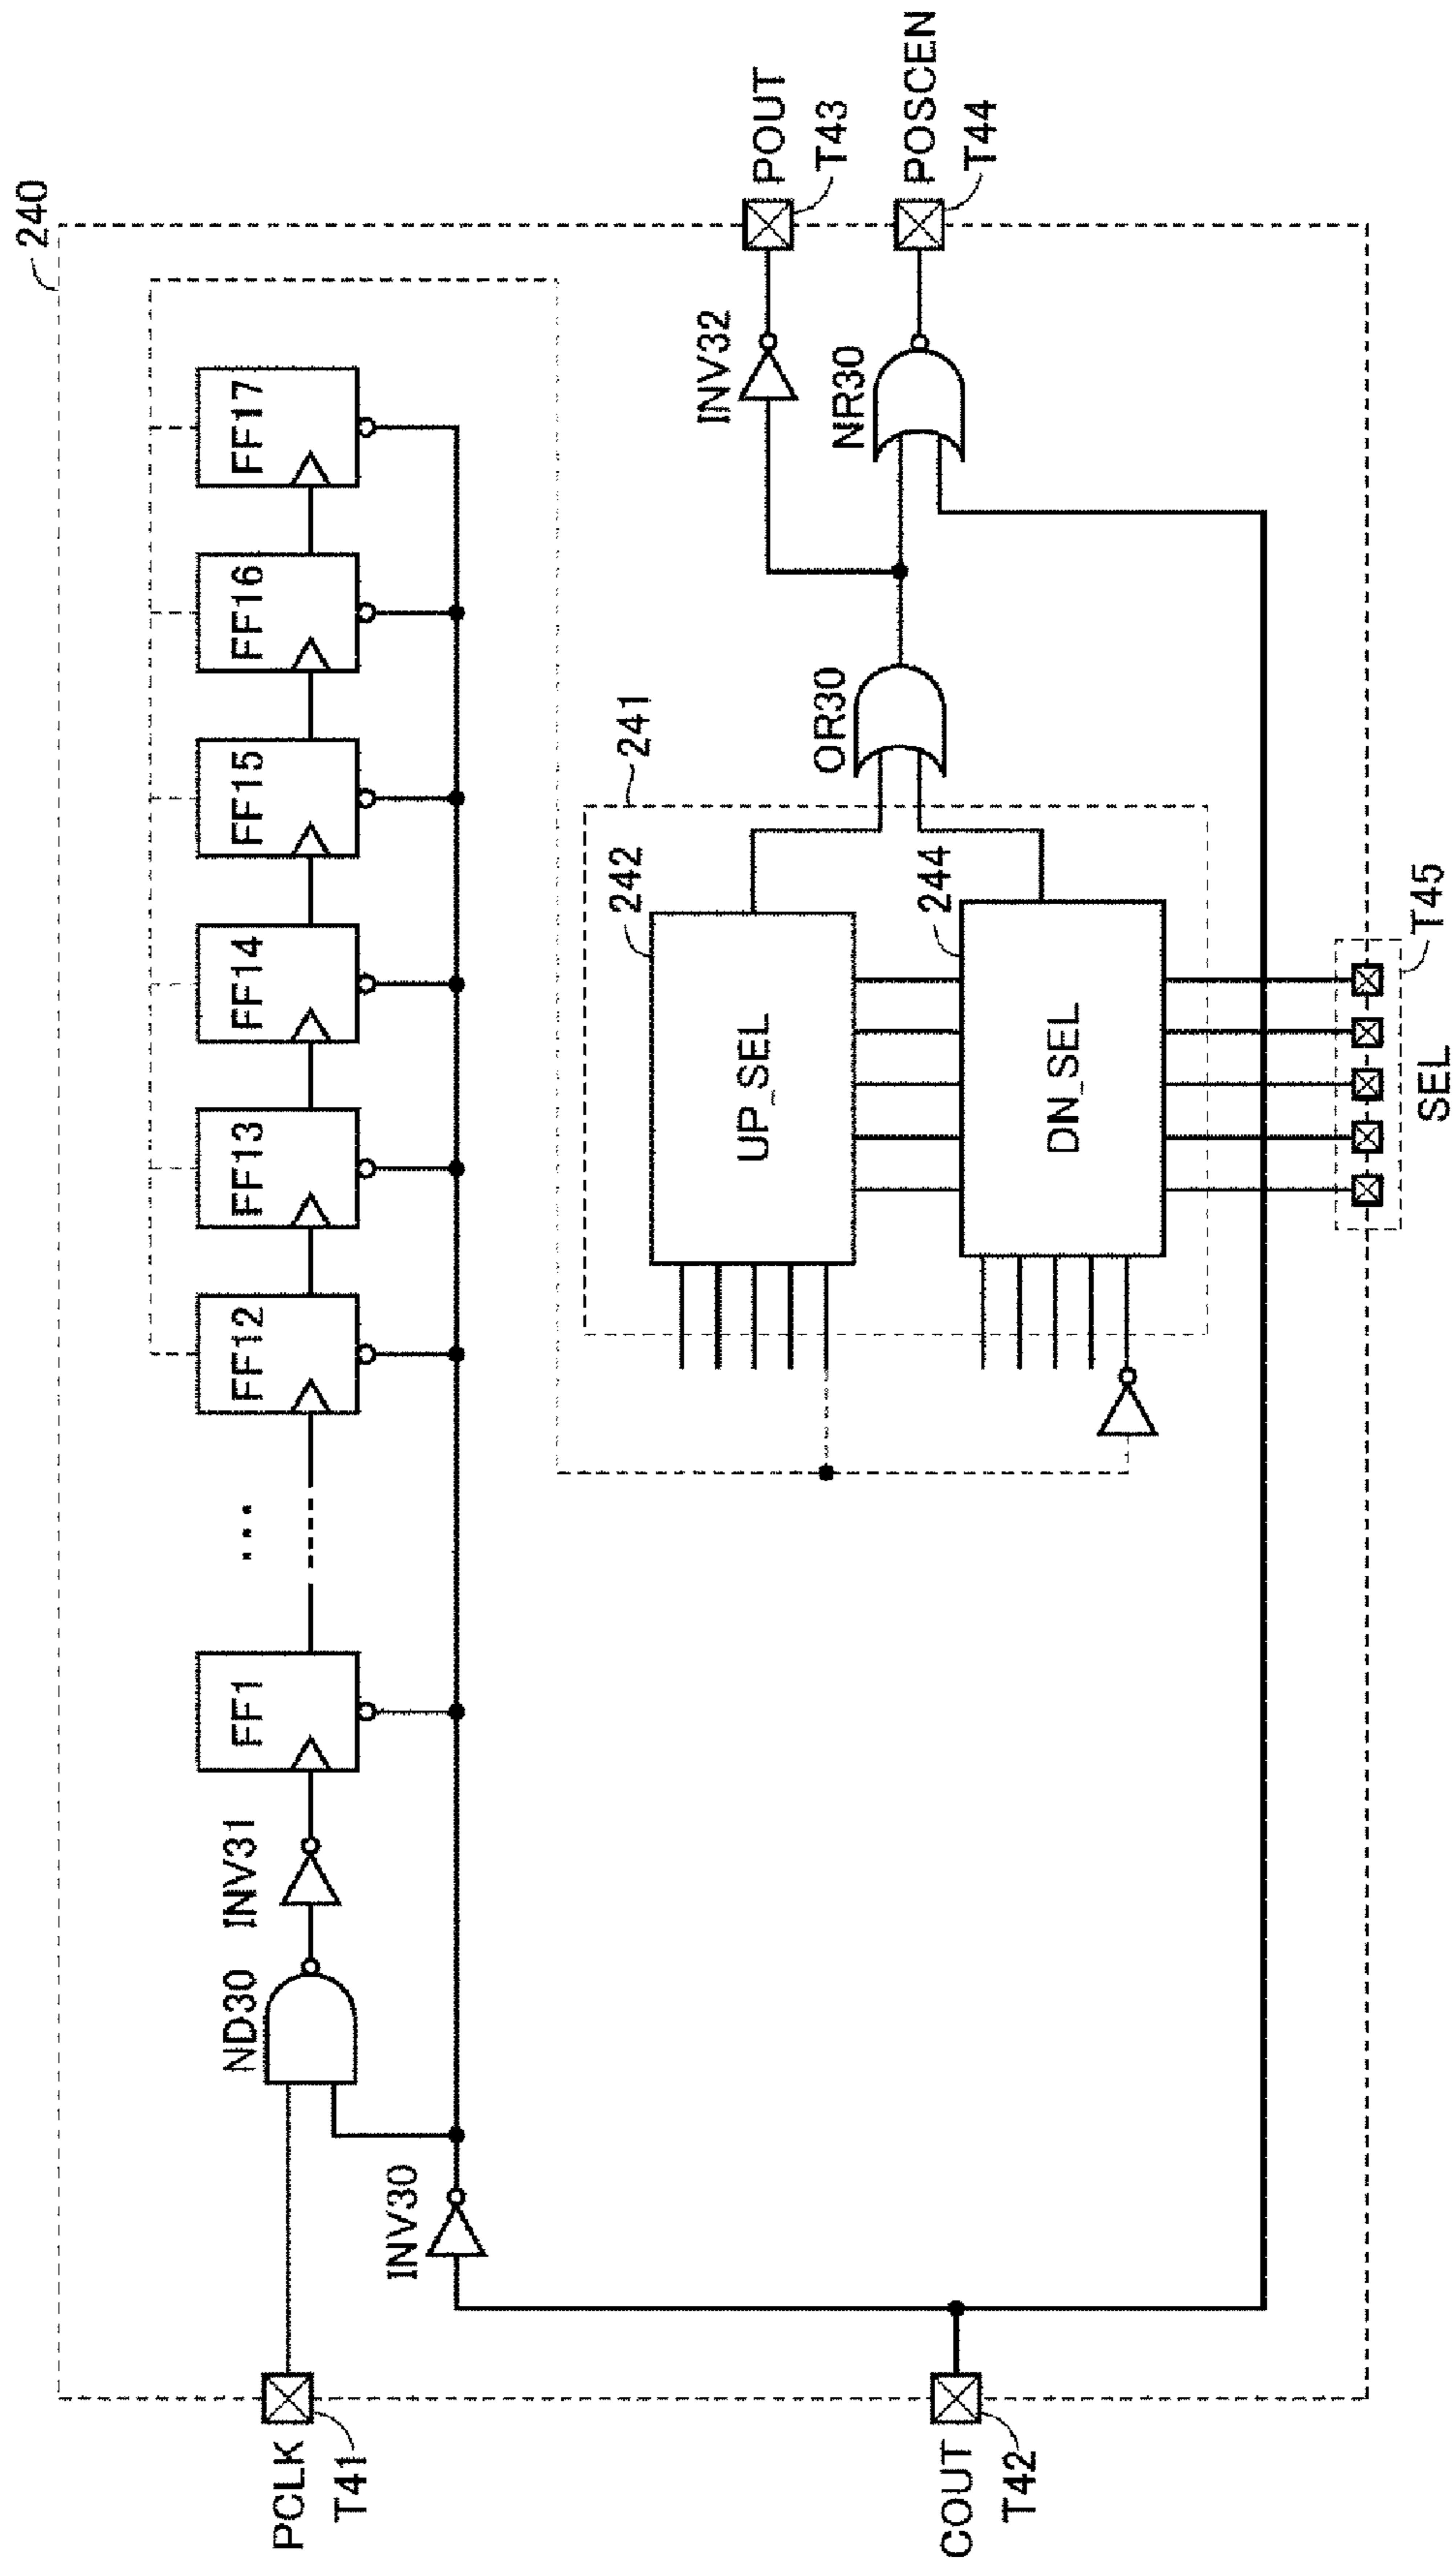 240
PCLK
T41
ND30
INV31
FF1
...
FF12
FF13
FF14
FF15
FF16
FF17
INV30
241
242
UP_SEL
244
DN_SEL
OR30
INV32
NR30
POUT
T43
POSCEN
T44
COUT
T42
SEL
T45